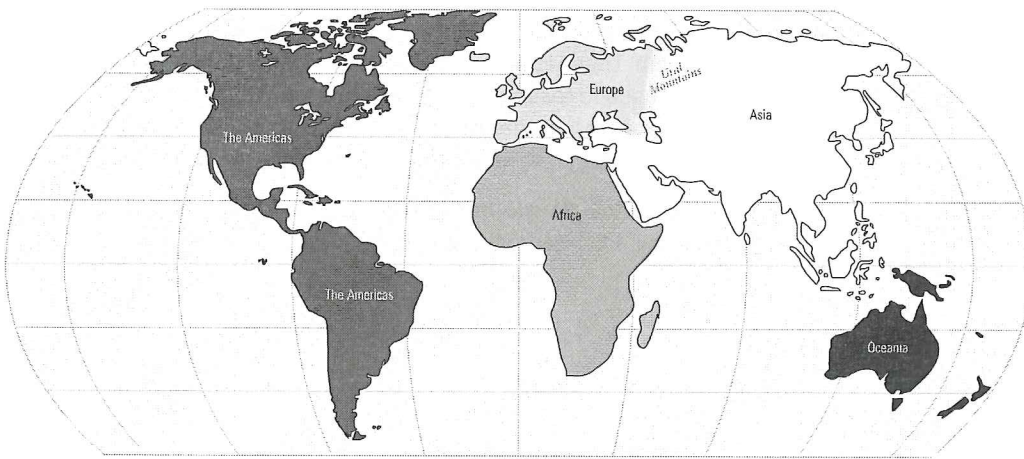 The Americas
Europe
Ural
Mountains
Asia
Africa
The Americas
Oceania